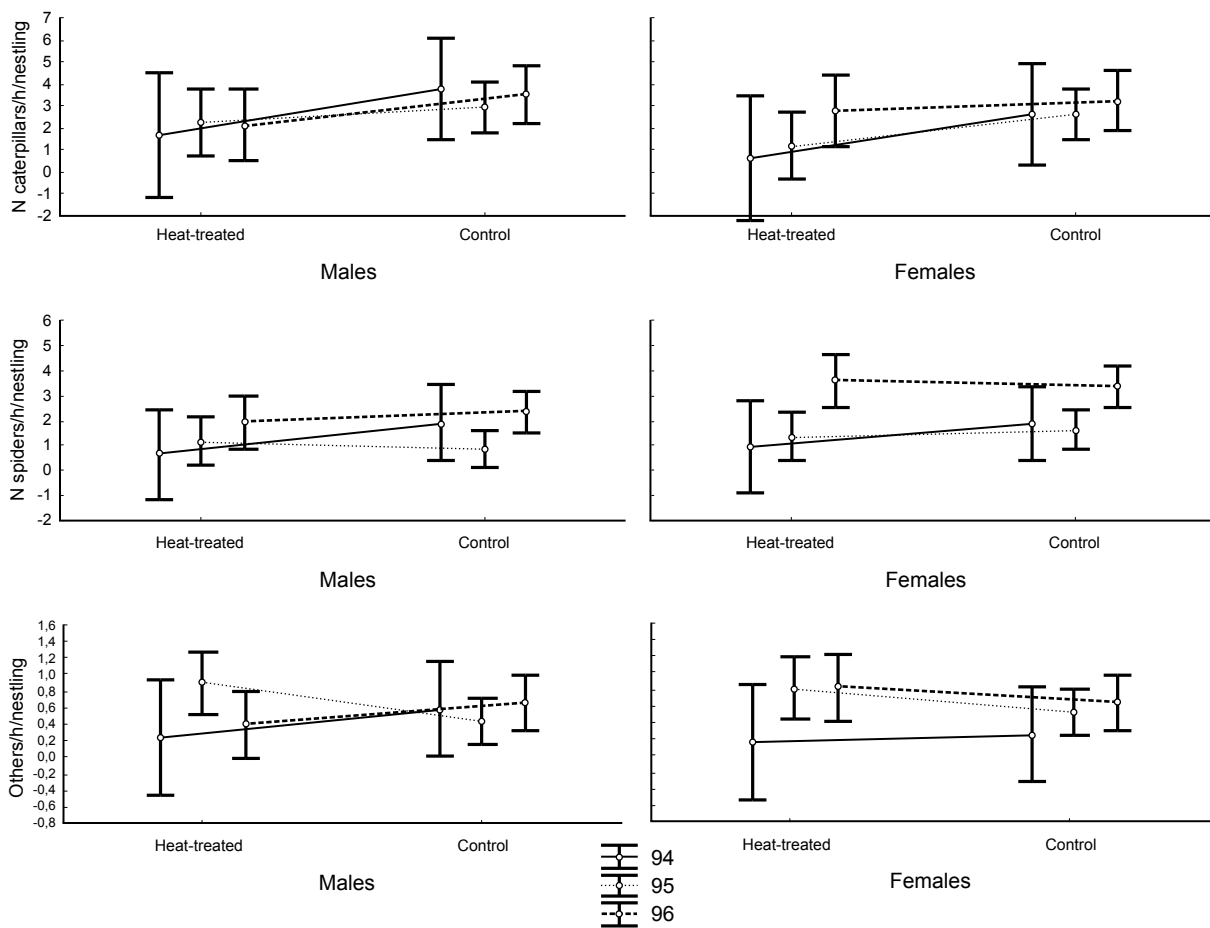 N caterpillars/h/nestling
7
6
5
4
3
2
1
0
-1
-2
Heat-treated
Control
Males
Heat-treated
Control
Females
N spiders/h/nestling
6
5
4
3
2
1
0
-1
-2
Heat-treated
Control
Males
Heat-treated
Control
Females
Others/h/nestling
1,6
1,4
1,2
1,0
0,8
0,6
0,4
0,2
0,0
-0,2
-0,4
-0,6
-0,8
Heat-treated
Control
Males
Heat-treated
Control
Females
94
95
96